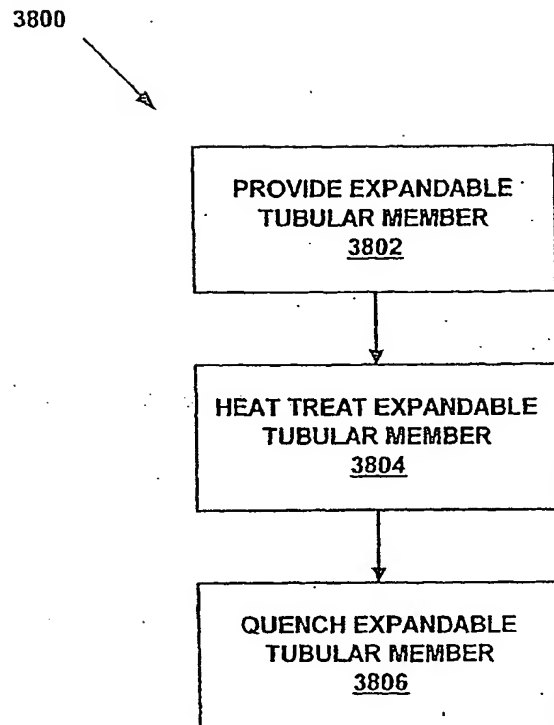 3800
PROVIDE EXPANDABLE
TUBULAR MEMBER
3802
HEAT TREAT EXPANDABLE
TUBULAR MEMBER
3804
QUENCH EXPANDABLE
TUBULAR MEMBER
3806